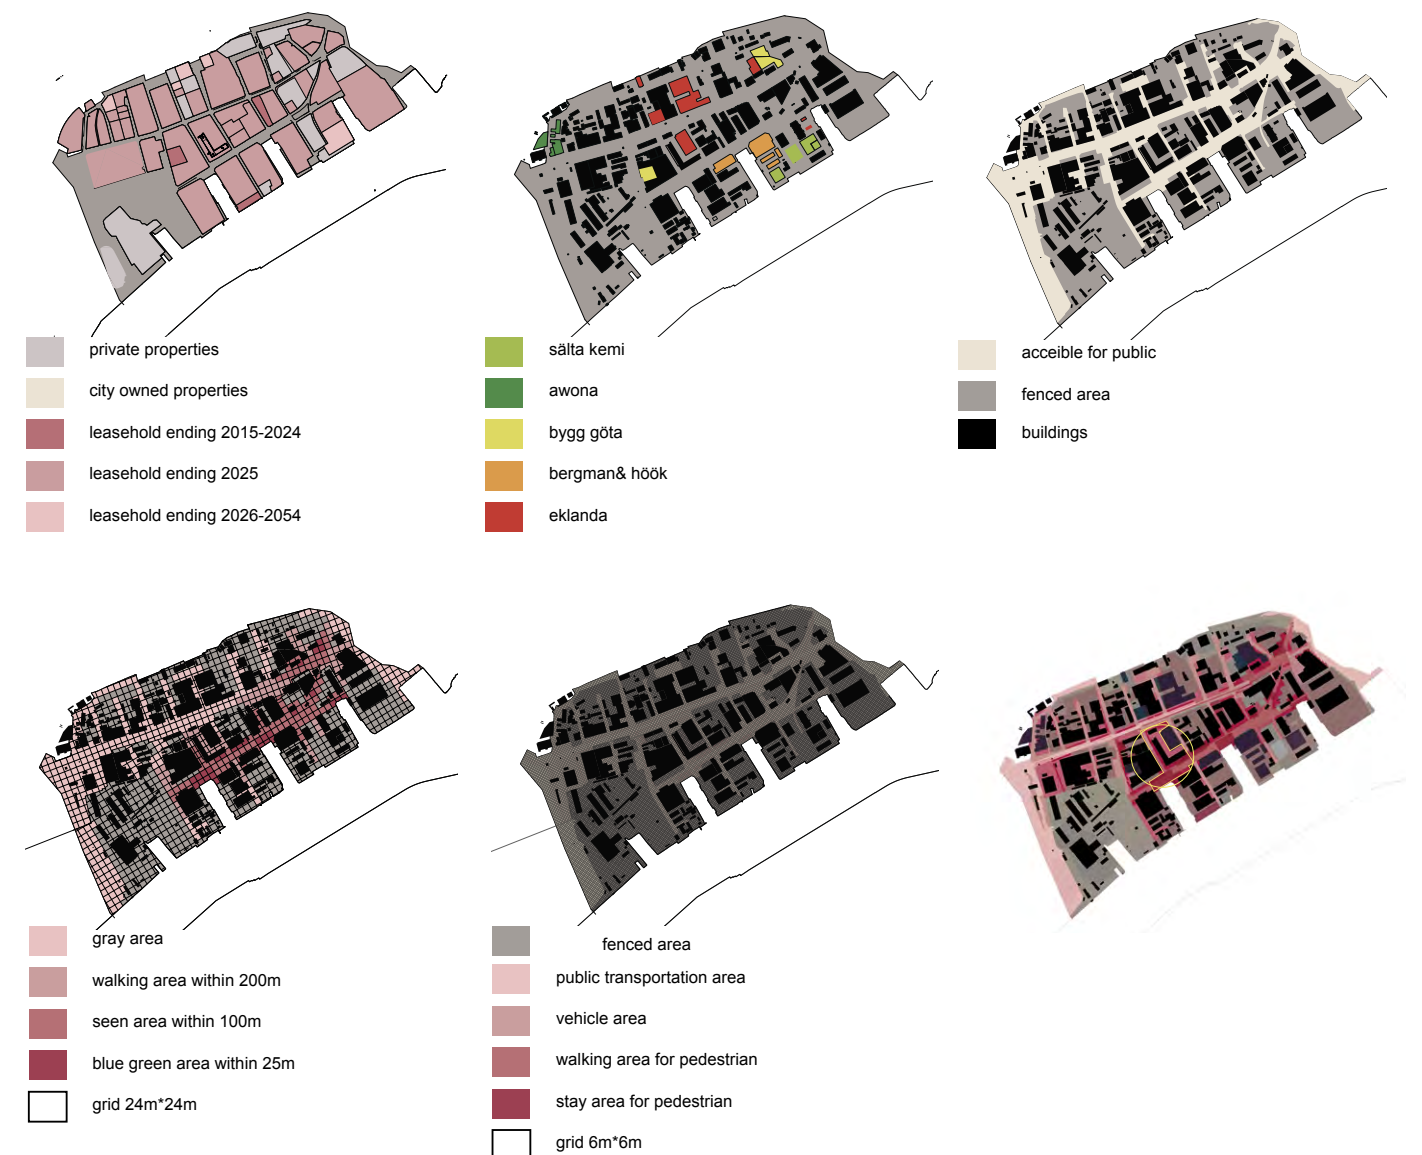 private properties
city owned properties
leasehold ending 2015-2024
leasehold ending 2025
leasehold ending 2026-2054
sälta kemi
awona
bygg göta
bergman& höök
eklanda
acceible for public
fenced area
buildings
gray area
walking area within 200m
seen area within 100m
blue green area within 25m
grid 24m*24m
fenced area
public transportation area
vehicle area
walking area for pedestrian
stay area for pedestrian
grid 6m*6m